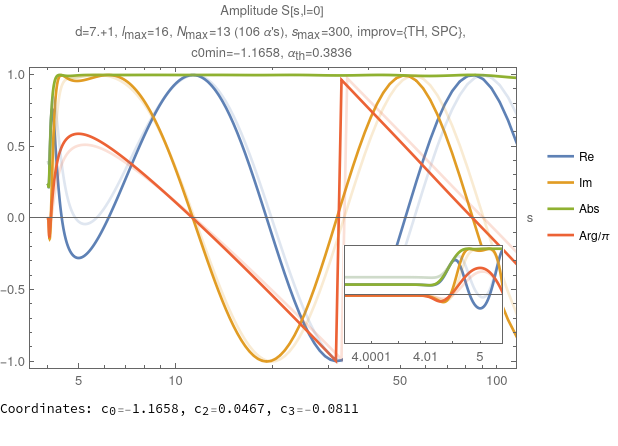 Amplitude S[s,l=0]
d=7.+1, lmax=16, Nmax=13 (106 α's), smax=300, improv={TH, SPC},
c0min=−1.1658, αth=0.3836
1.0
0.5
0.0
−0.5
−1.0
5
10
50
100
s
4.0001
4.01
5
Re
Im
Abs
Arg/π
Coordinates: c0=-1.1658, c2=0.0467, c3=-0.0811